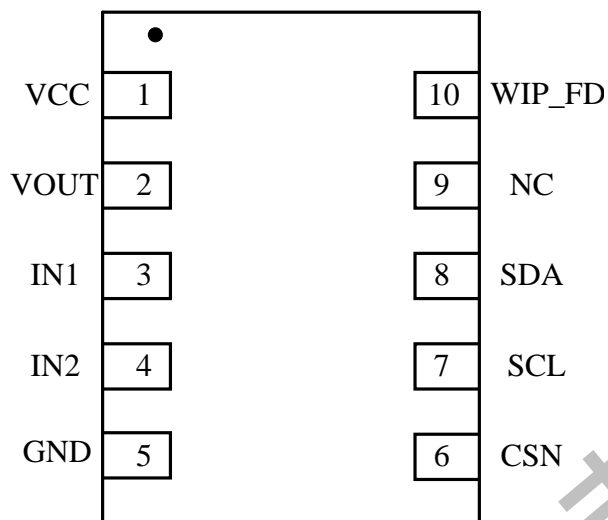 VCC 1 10 WIP_FD
VOUT 2 9 NC
IN1 3 8 SDA
IN2 4 7 SCL
GND 5 6 CSN